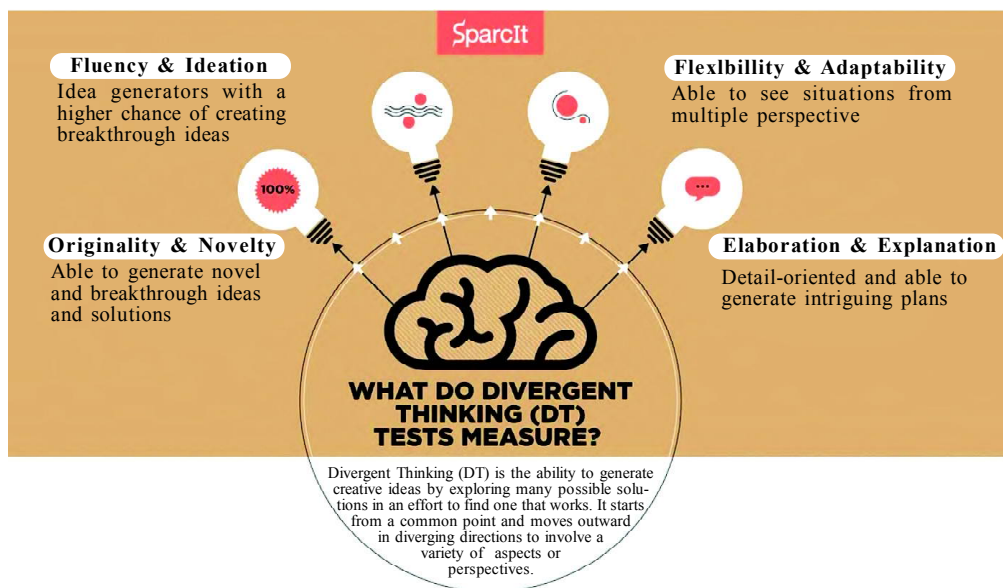 SparcIt
Fluency & Ideation
Idea generators with a
higher chance of creating
breakthrough ideas
Flexlbillity & Adaptability
Able to see situations from
multiple perspective
100%
...
Originality & Novelty
Able to generate novel
and breakthrough ideas
and solutions
Elaboration & Explanation
Detail-oriented and able to
generate intriguing plans
WHAT DO DIVERGENT
THINKING (DT)
TESTS MEASURE?
Divergent Thinking (DT) is the ability to generate
creative ideas by exploring many possible solu-
tions in an effort to find one that works. It starts
from a common point and moves outward
in diverging directions to involve a
variety of aspects or
perspectives.